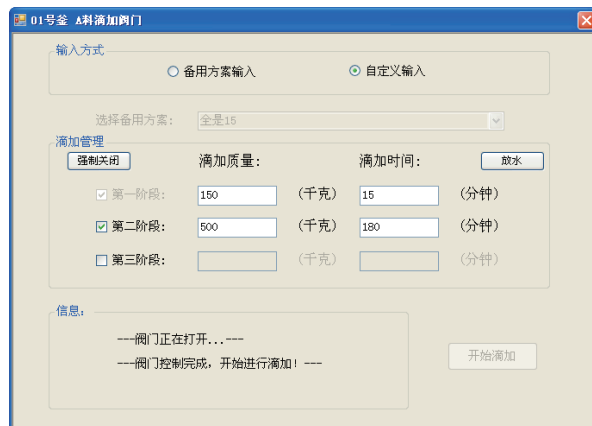 01号釜 A料滴加阀门
输入方式
备用方案输入 自定义输入
选择备用方案: 全是15
滴加管理
强制关闭 滴加质量: 滴加时间: 放水
第一阶段: 150 (千克) 15 (分钟)
第二阶段: 500 (千克) 180 (分钟)
第三阶段: (千克) (分钟)
信息:
---阀门正在打开...---
---阀门控制完成，开始进行滴加！---
开始滴加